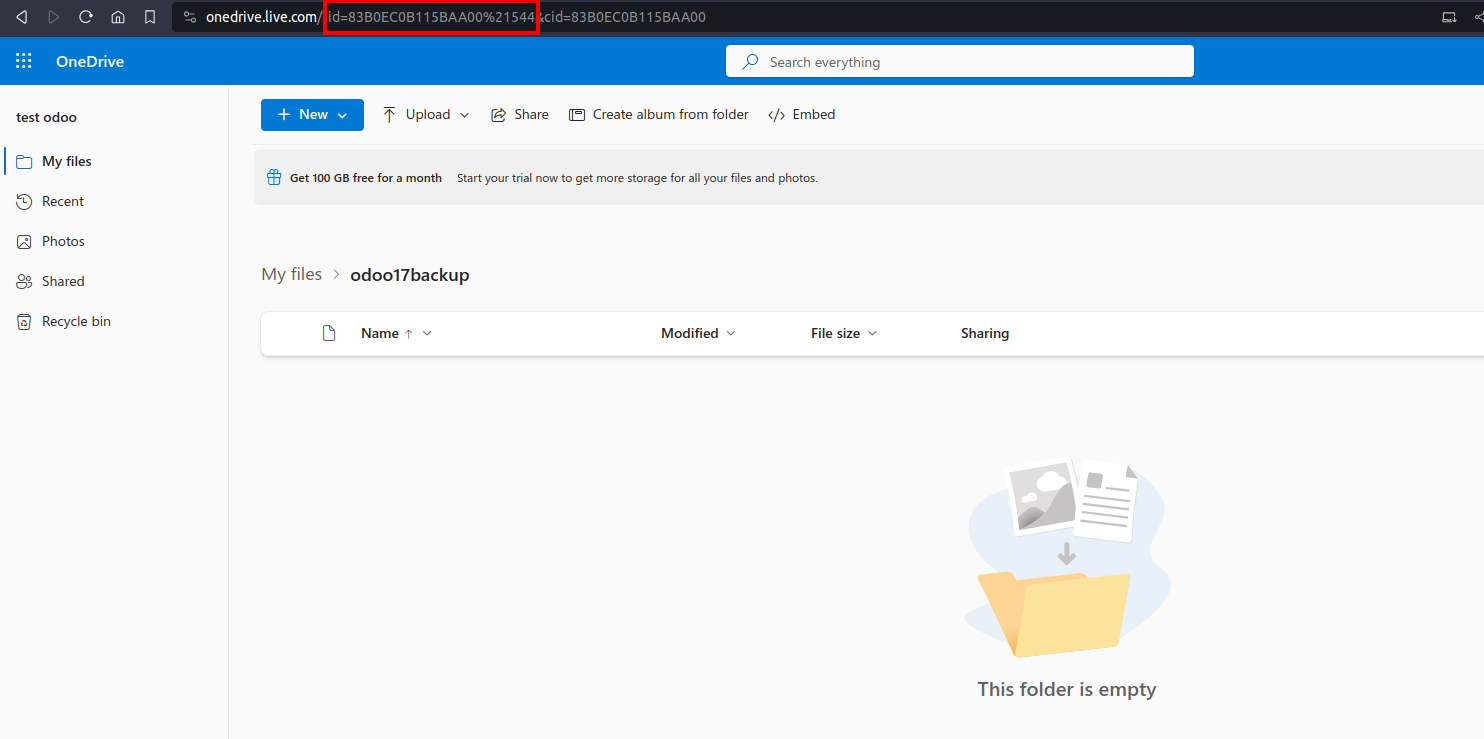 onedrive.live.com/?id=83B0EC0B115BAA00%21544&cid=83B0EC0B115BAA00
OneDrive
Search everything
test odoo
My files
Recent
Photos
Shared
Recycle bin
New
Upload
Share
Create album from folder
Embed
Get 100 GB free for a month Start your trial now to get more storage for all your files and photos.
My files > odoo17backup
Name ↑ Modified File size Sharing
This folder is empty